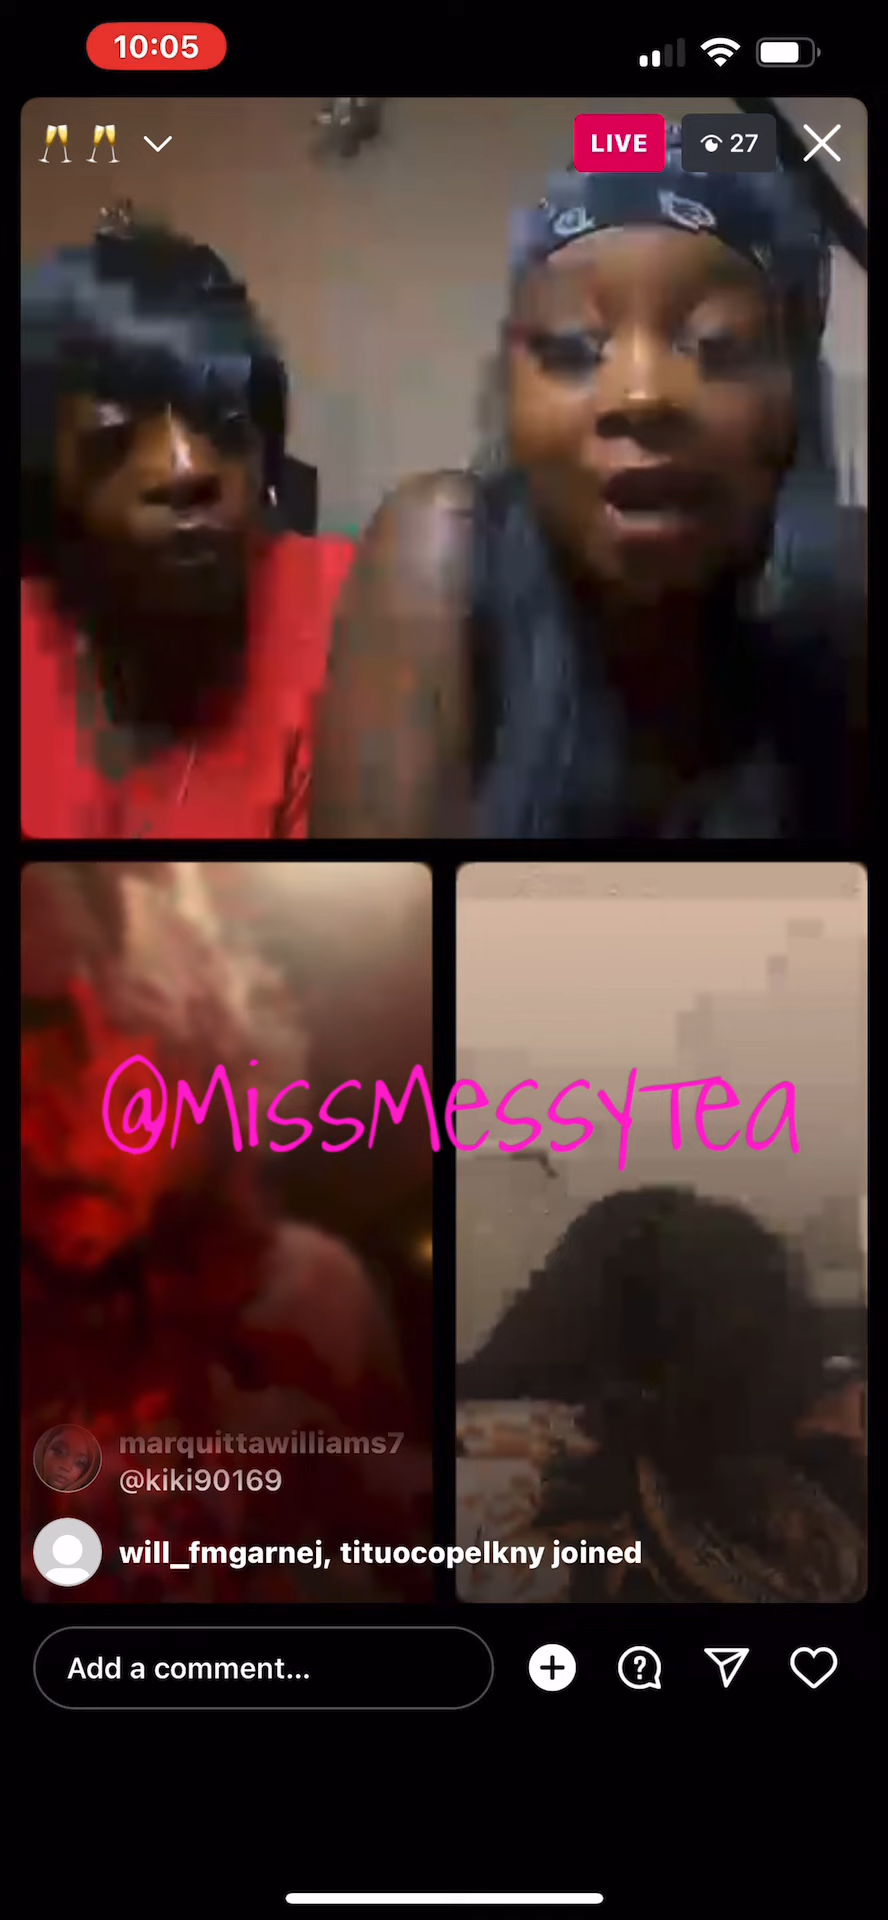 10:05
LIVE
27
@MissMessyTea
marquittawilliams7
@kiki90169
will_fmgarnej, tituocopelkny joined
Add a comment...